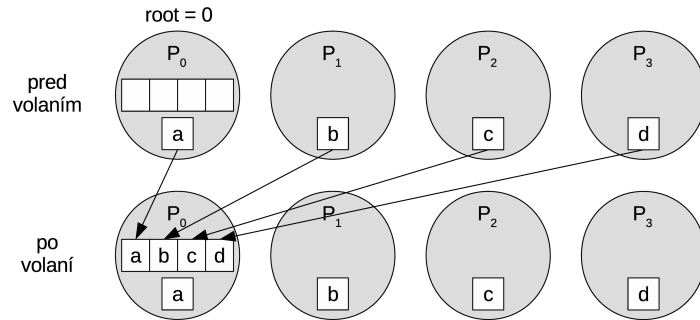 root = 0
P0 P1 P2 P3
pred
volaním
a b c d
P0 P1 P2 P3
po
volaní
a b c d
a b c d